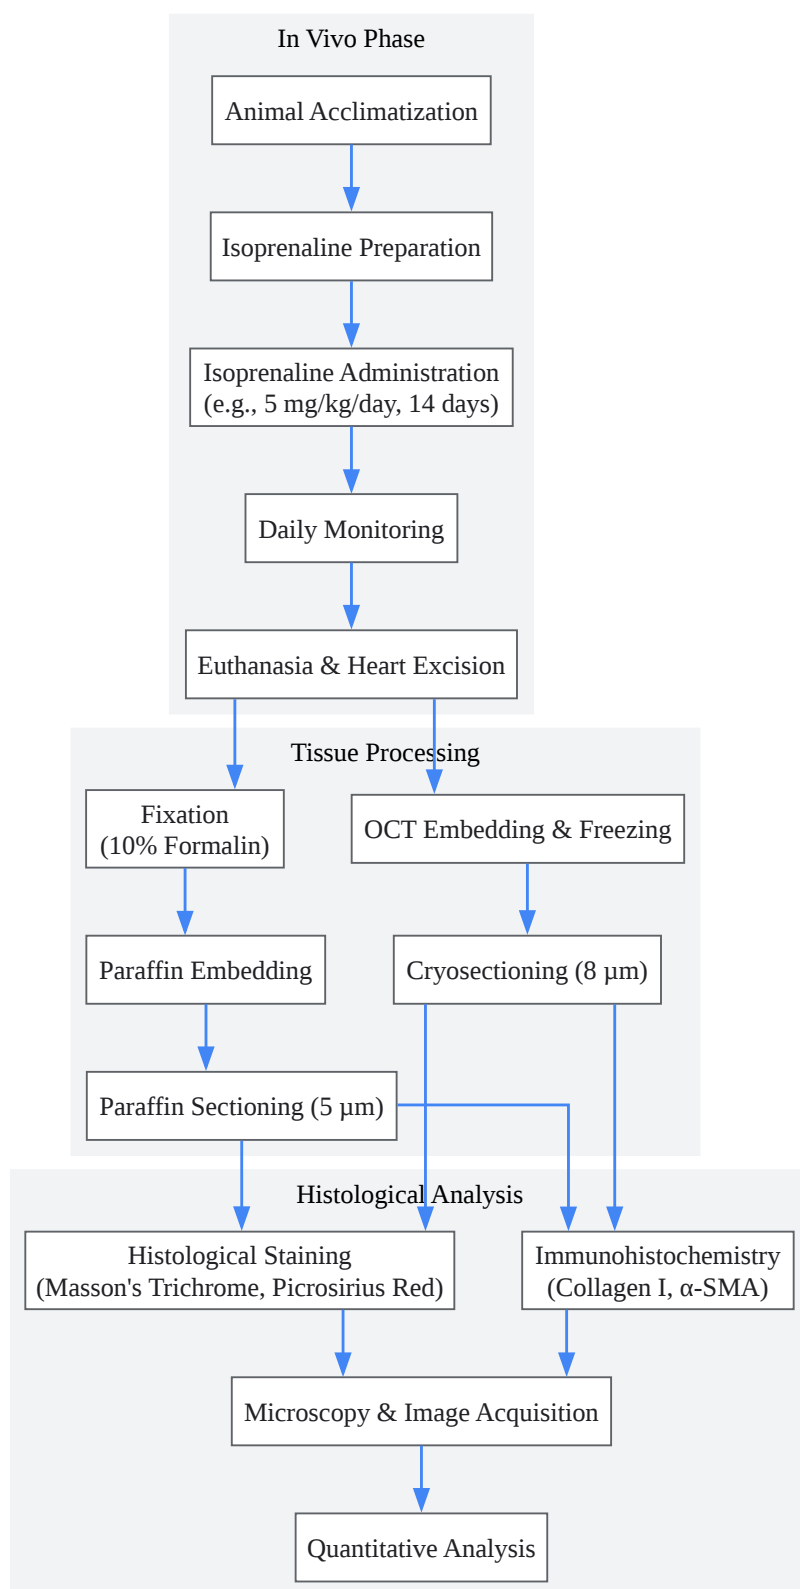 In Vivo Phase
Animal Acclimatization
Isoprenaline Preparation
Isoprenaline Administration
(e.g., 5 mg/kg/day, 14 days)
Daily Monitoring
Euthanasia & Heart Excision
Tissue Processing
Fixation
(10% Formalin)
OCT Embedding & Freezing
Paraffin Embedding
Cryosectioning (8 µm)
Paraffin Sectioning (5 µm)
Histological Analysis
Histological Staining
(Masson's Trichrome, Picrosirius Red)
Immunohistochemistry
(Collagen I, α-SMA)
Microscopy & Image Acquisition
Quantitative Analysis